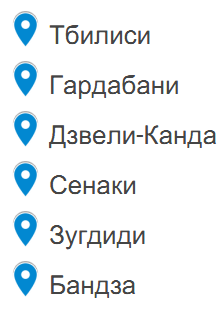 Тбилиси
Гардабани
Дзвели-Канда
Сенаки
Зугдиди
Бандза